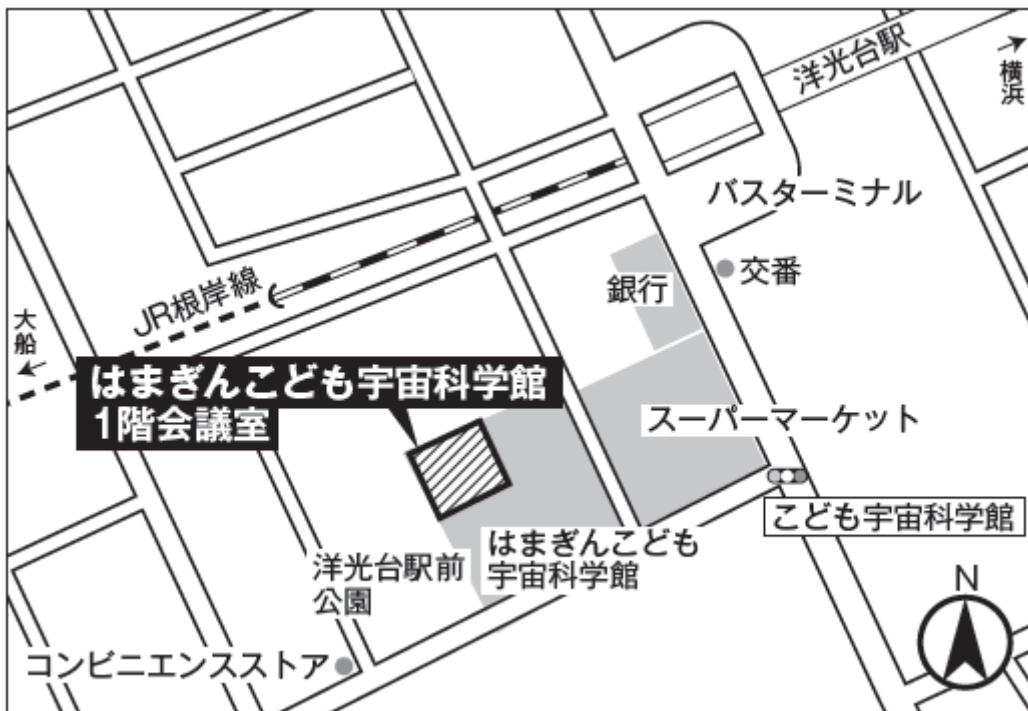 洋光台駅
→
横浜
バスターミナル
交番
銀行
JR根岸線
大船
←
はまぎんこども宇宙科学館
1階会議室
スーパーマーケット
こども宇宙科学館
はまぎんこども
宇宙科学館
洋光台駅前
公園
コンビニエンスストア
N